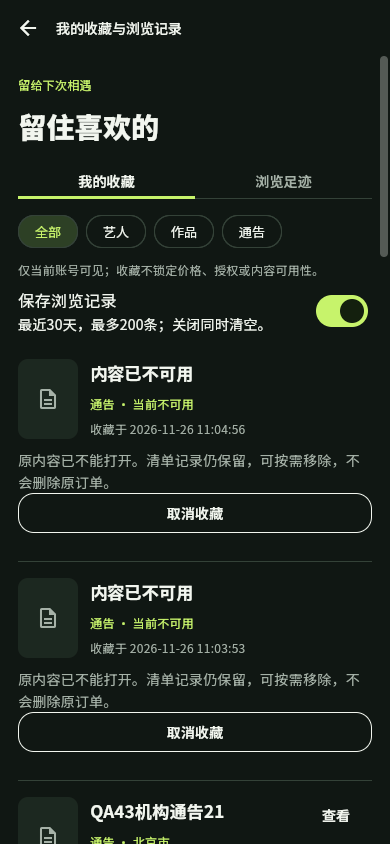 我的收藏与浏览记录
留给下次相遇
留住喜欢的
我的收藏 浏览足迹
全部 艺人 作品 通告
仅当前账号可见；收藏不锁定价格、授权或内容可用性。
保存浏览记录
最近30天，最多200条；关闭同时清空。
内容已不可用
通告 · 当前不可用
收藏于 2026-11-26 11:04:56
原内容已不能打开。清单记录仍保留，可按需移除，不
会删除原订单。
取消收藏
内容已不可用
通告 · 当前不可用
收藏于 2026-11-26 11:03:53
原内容已不能打开。清单记录仍保留，可按需移除，不
会删除原订单。
取消收藏
QA43机构通告21 查看
通告 · 北京市